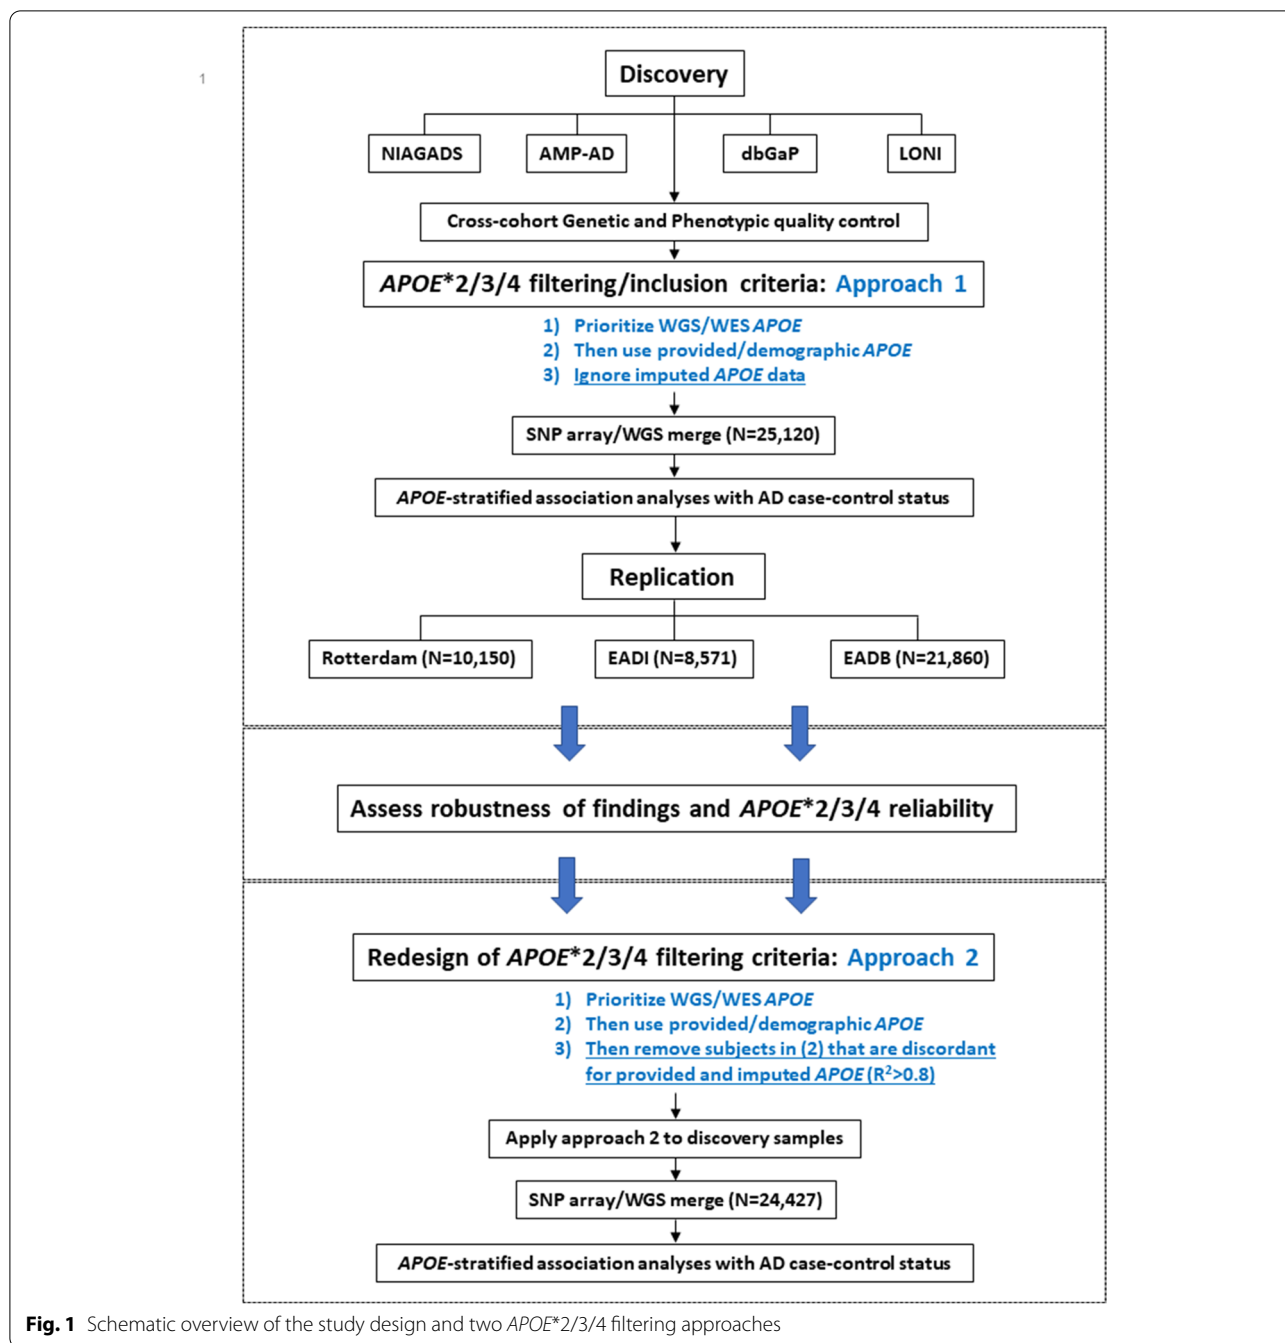 1
Discovery
NIAGADS
AMP-AD
dbGaP
LONI
Cross-cohort Genetic and Phenotypic quality control
APOE*2/3/4 filtering/inclusion criteria: Approach 1
1) Prioritize WGS/WES APOE
2) Then use provided/demographic APOE
3) Ignore imputed APOE data
SNP array/WGS merge (N=25,120)
APOE-stratified association analyses with AD case-control status
Replication
Rotterdam (N=10,150)
EADI (N=8,571)
EADB (N=21,860)
Assess robustness of findings and APOE*2/3/4 reliability
Redesign of APOE*2/3/4 filtering criteria: Approach 2
1) Prioritize WGS/WES APOE
2) Then use provided/demographic APOE
3) Then remove subjects in (2) that are discordant
for provided and imputed APOE (R²>0.8)
Apply approach 2 to discovery samples
SNP array/WGS merge (N=24,427)
APOE-stratified association analyses with AD case-control status
Fig. 1 Schematic overview of the study design and two APOE*2/3/4 filtering approaches